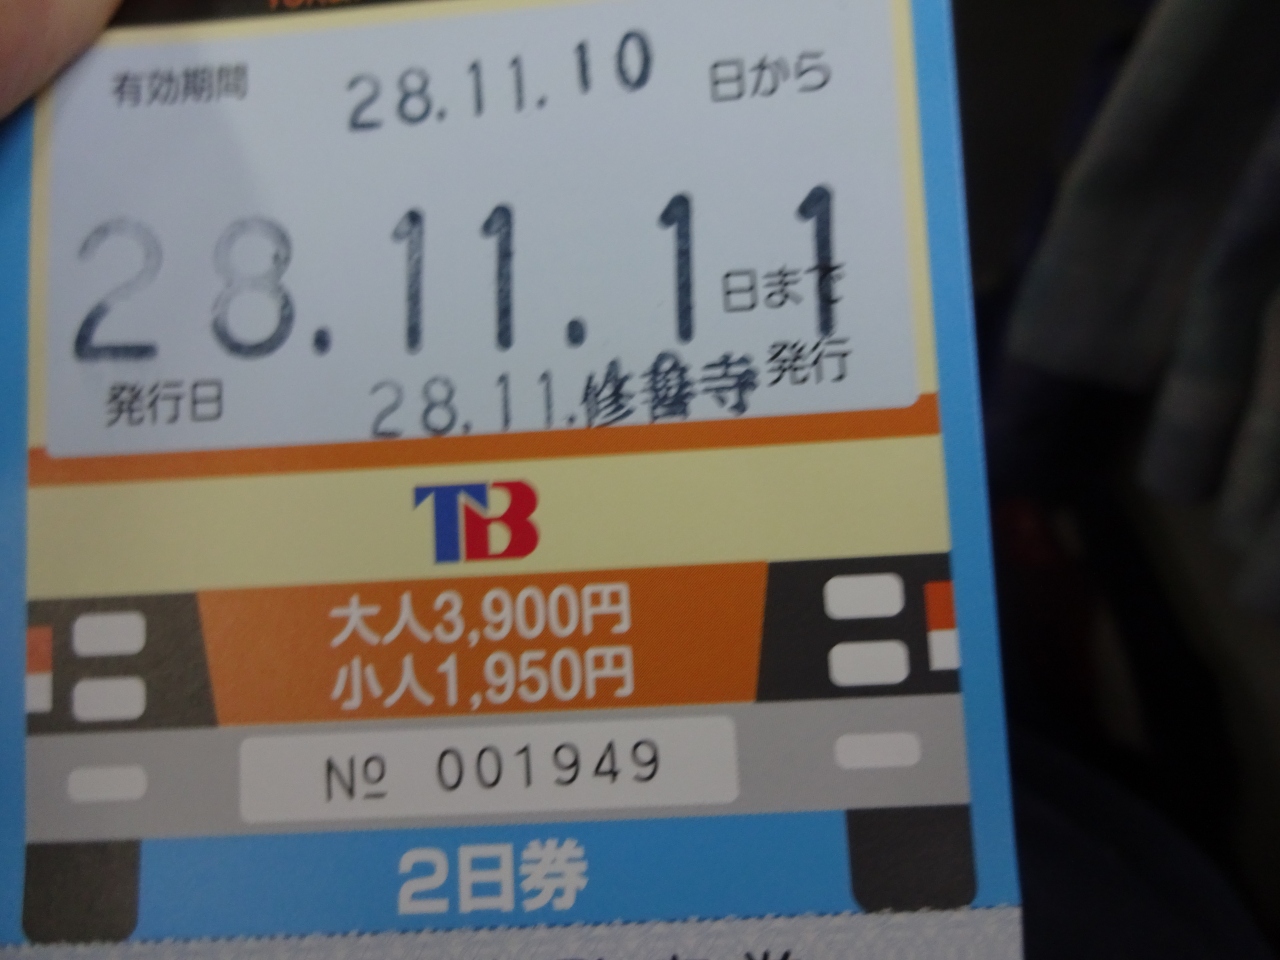 有効期間 28.11.10 日から
28.11.11 日まで
発行日 28.11. 修善寺 発行
TB
大人3,900円
小人1,950円
Nº 001949
2日券